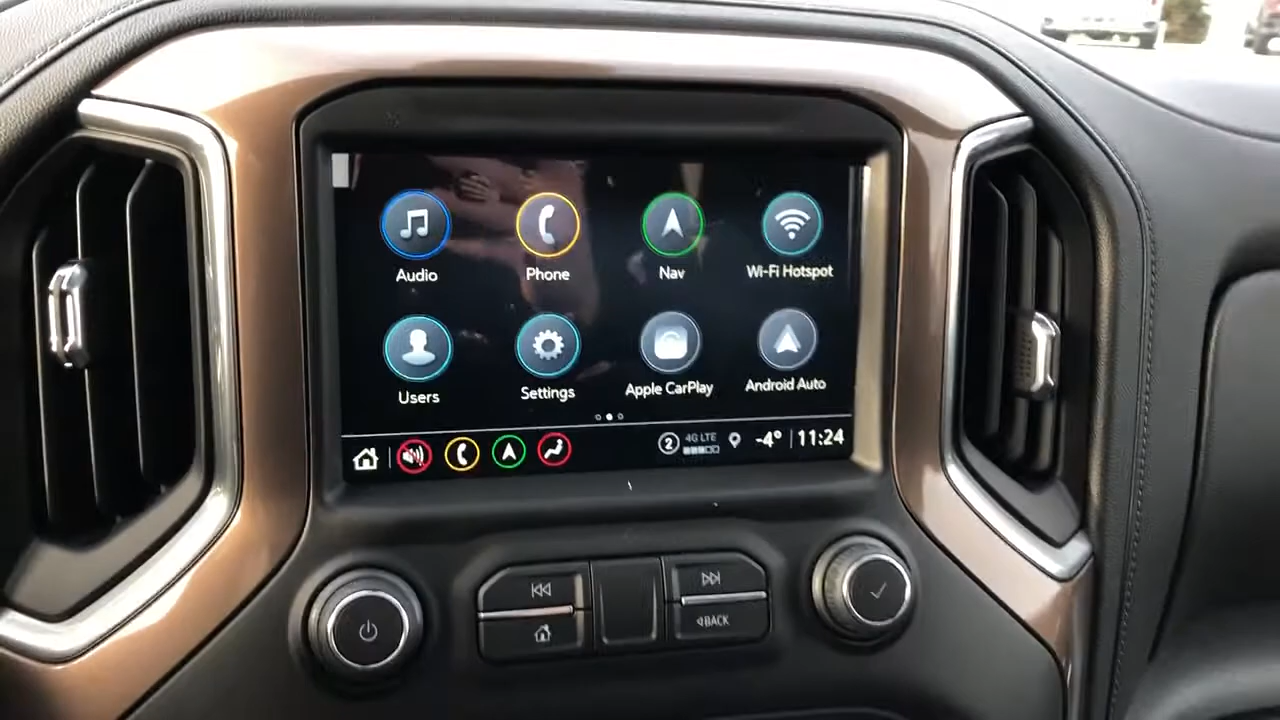 Audio Phone Nav Wi-Fi Hotspot
Users Settings Apple CarPlay Android Auto
2 4G LTE -4° 11:24
BACK